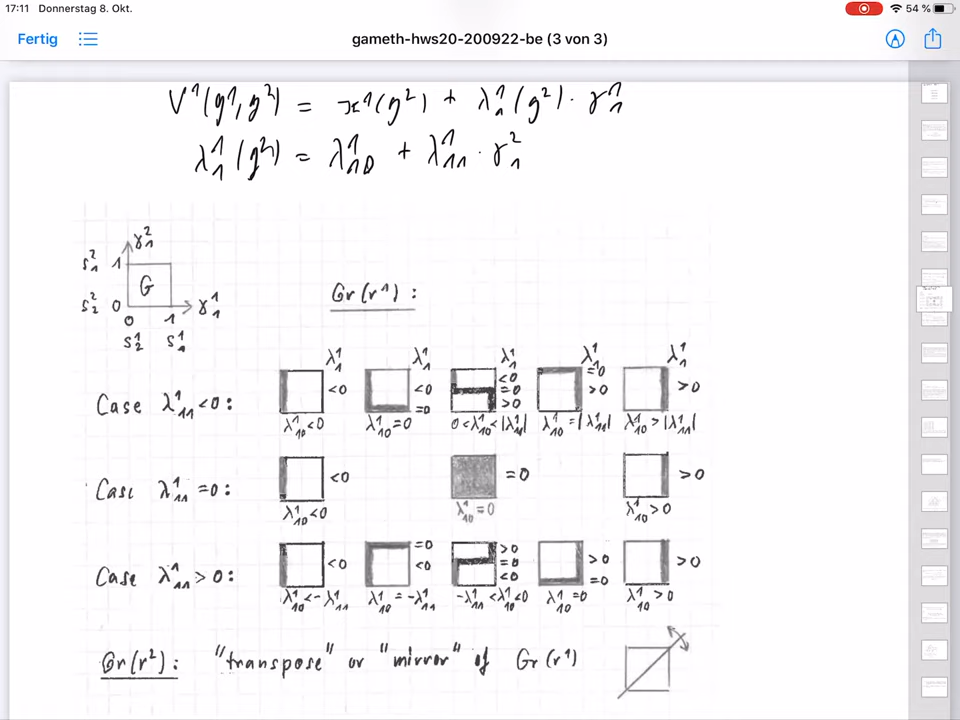 17:11 Donnerstag 8. Okt.
54 %
Fertig
gameth-hws20-200922-be (3 von 3)
V¹(g¹, g²) = ϰ¹(g²) + λ¹₁(g²) · γ¹₁
λ¹₁(g²) = λ¹₁₀ + λ¹₁₁ · γ²₁
γ²₁
s²₁ 1
G
s²₂ 0 γ¹₁
0 1
s¹₂ s¹₁
Gr(r¹):
λ¹₁ λ¹₁ λ¹₁ λ¹₁ λ¹₁
Case λ¹₁₁ < 0: <0 <0 =0 <0 =0 >0 =0 >0 >0
λ¹₁₀ < 0 λ¹₁₀ = 0 0 < λ¹₁₀ < |λ¹₁₁| λ¹₁₀ = |λ¹₁₁| λ¹₁₀ > |λ¹₁₁|
Case λ¹₁₁ = 0: <0 =0 >0
λ¹₁₀ < 0 λ¹₁₀ = 0 λ¹₁₀ > 0
Case λ¹₁₁ > 0: <0 =0 <0 >0 =0 <0 >0 =0 >0
λ¹₁₀ < -λ¹₁₁ λ¹₁₀ = -λ¹₁₁ -λ¹₁₁ < λ¹₁₀ < 0 λ¹₁₀ = 0 λ¹₁₀ > 0
Gr(r²): "transpose" or "mirror" of Gr(r¹)